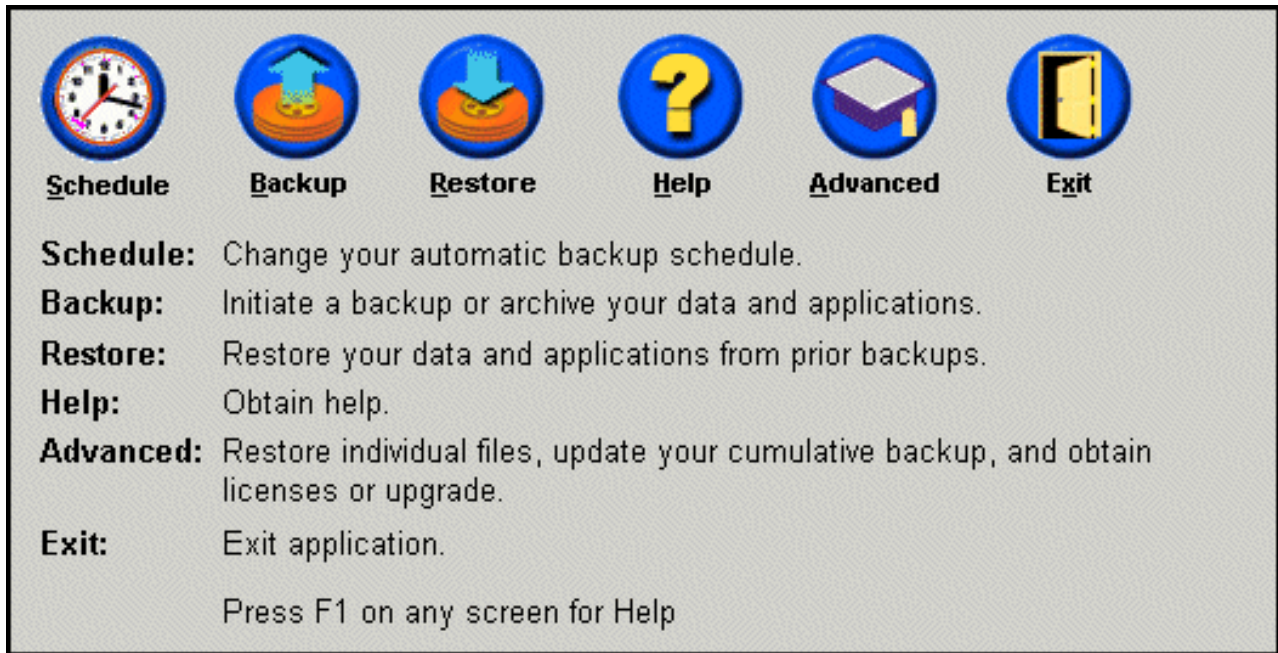 Schedule Backup Restore Help Advanced Exit
Schedule: Change your automatic backup schedule.
Backup: Initiate a backup or archive your data and applications.
Restore: Restore your data and applications from prior backups.
Help: Obtain help.
Advanced: Restore individual files, update your cumulative backup, and obtain
licenses or upgrade.
Exit: Exit application.
Press F1 on any screen for Help